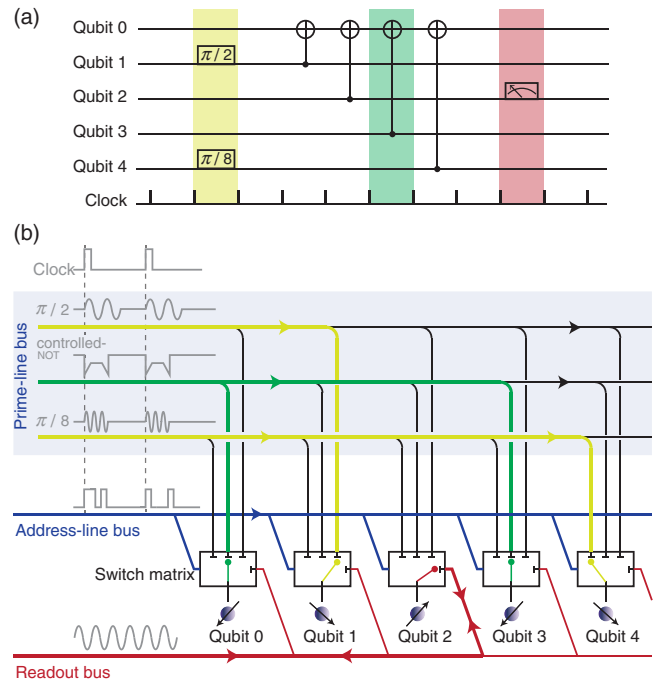 (a)
Qubit 0
Qubit 1
π / 2
Qubit 2
Qubit 3
Qubit 4
π / 8
Clock
(b)
Clock
π / 2
controlled-
NOT
π / 8
Prime-line bus
Address-line bus
Switch matrix
Qubit 0
Qubit 1
Qubit 2
Qubit 3
Qubit 4
Readout bus